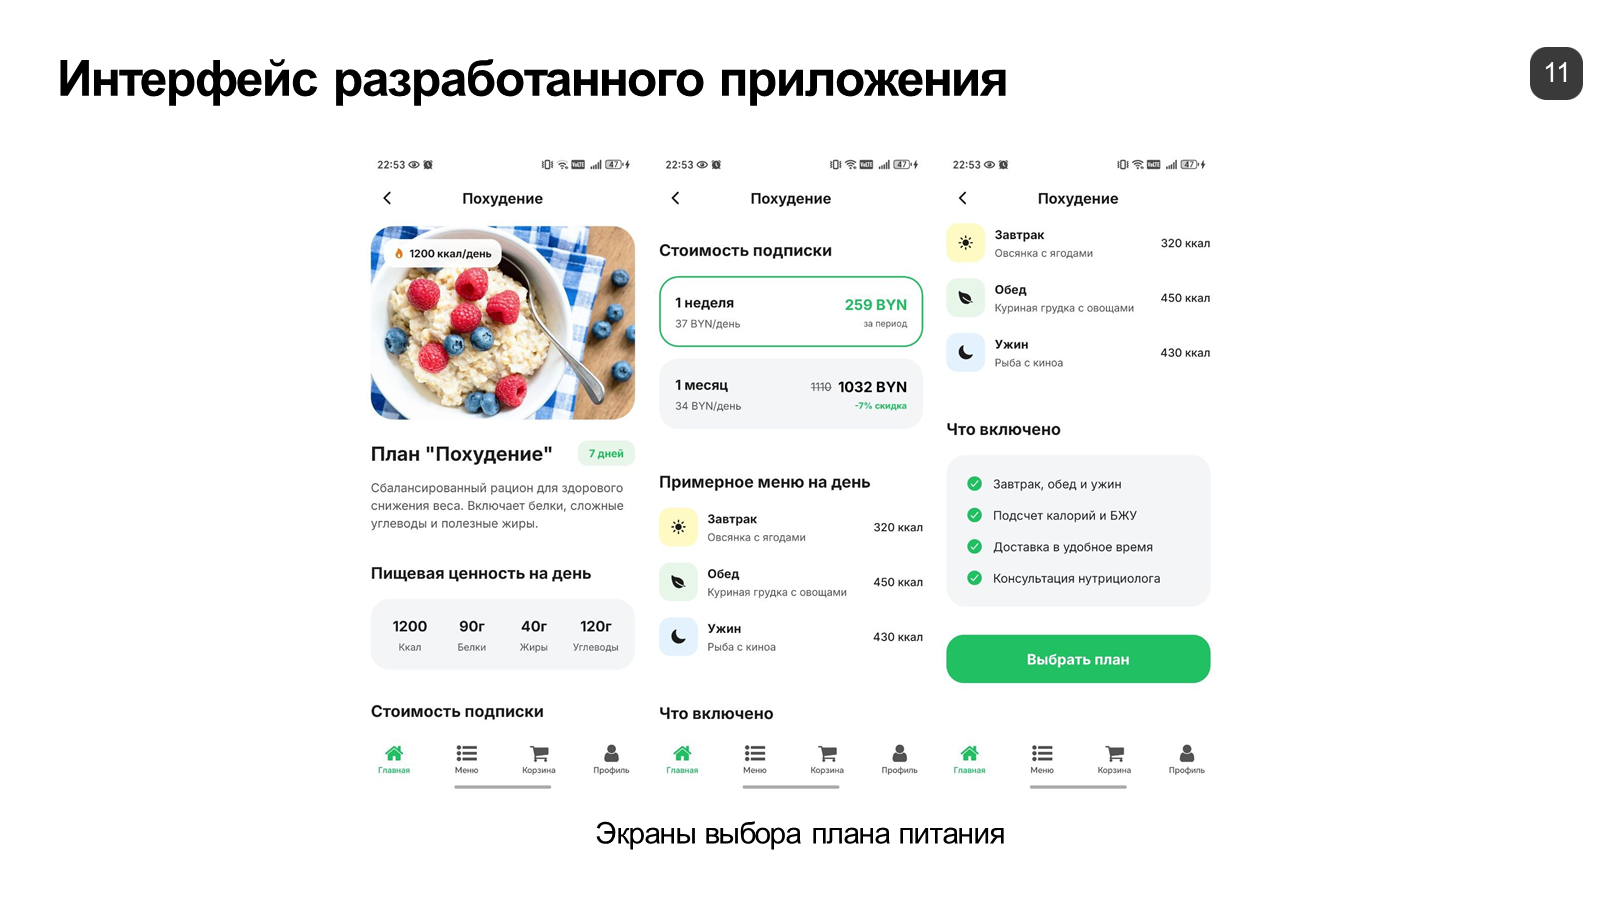 Интерфейс разработанного приложения
11
22:53
47
Похудение
1200 ккал/день
План "Похудение"
7 дней
Сбалансированный рацион для здорового
снижения веса. Включает белки, сложные
углеводы и полезные жиры.
Пищевая ценность на день
1200 90г 40г 120г
Ккал Белки Жиры Углеводы
Стоимость подписки
Главная Меню Корзина Профиль
22:53
47
Похудение
Стоимость подписки
1 неделя 259 BYN
37 BYN/день за период
1 месяц 1110 1032 BYN
34 BYN/день -7% скидка
Примерное меню на день
Завтрак
Овсянка с ягодами
320 ккал
Обед
Куриная грудка с овощами
450 ккал
Ужин
Рыба с киноа
430 ккал
Что включено
Главная Меню Корзина Профиль
22:53
47
Похудение
Завтрак
Овсянка с ягодами
320 ккал
Обед
Куриная грудка с овощами
450 ккал
Ужин
Рыба с киноа
430 ккал
Что включено
Завтрак, обед и ужин
Подсчет калорий и БЖУ
Доставка в удобное время
Консультация нутрициолога
Выбрать план
Главная Меню Корзина Профиль
Экраны выбора плана питания